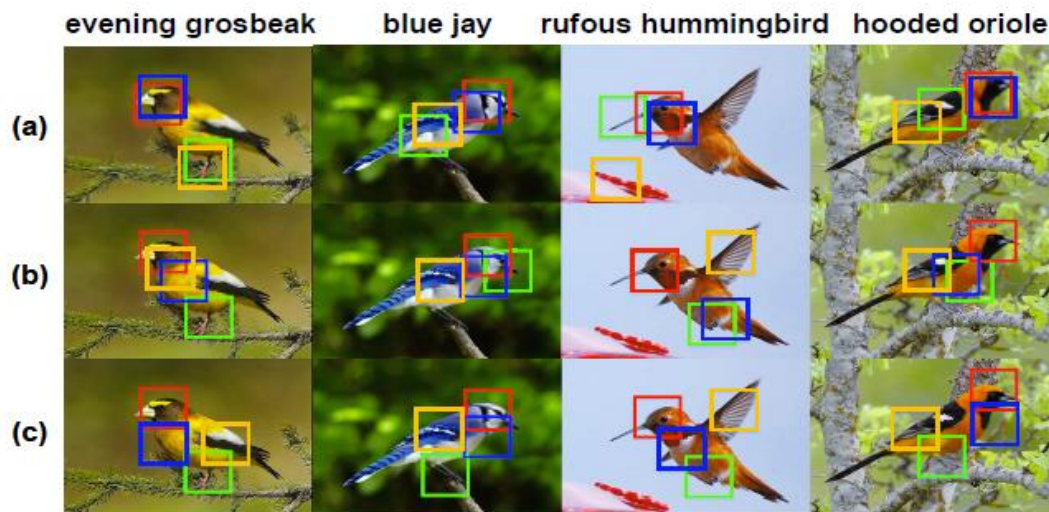 evening grosbeak blue jay rufous hummingbird hooded oriole
(a)
(b)
(c)